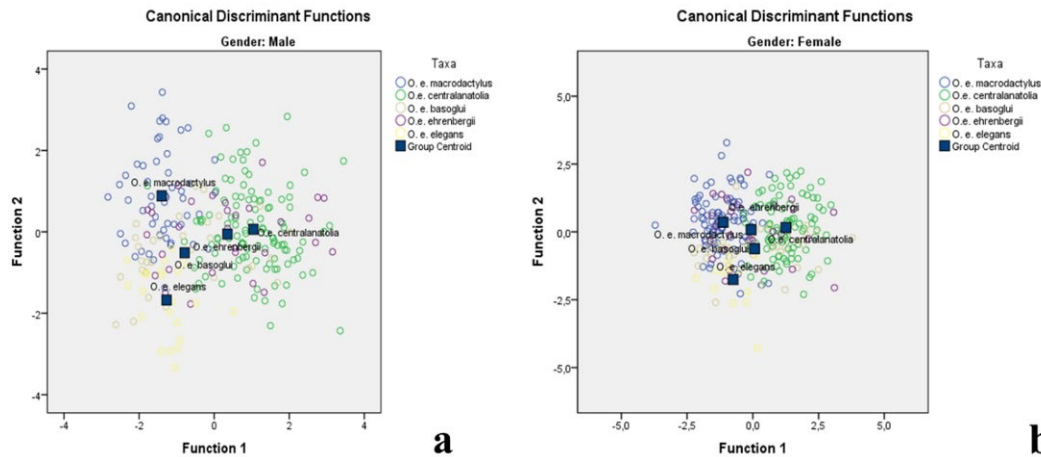 Canonical Discriminant Functions
Gender: Male
Taxa
O. e. macrodactylus
O.e. centralanatolia
O. e. basoglui
O.e. ehrenbergii
O. e. elegans
Group Centroid
4
2
0
-2
-4
Function 2
O. e. macrodactylus
O.e. centralanatolia
O.e. ehrenbergii
O. e. basoglui
O. e. elegans
-4
-2
0
2
4
Function 1
a
Canonical Discriminant Functions
Gender: Female
Taxa
O. e. macrodactylus
O.e. centralanatolia
O. e. basoglui
O.e. ehrenbergii
O. e. elegans
Group Centroid
5,0
2,5
0,0
-2,5
-5,0
Function 2
O.e. ehrenbergii
O. e. macrodactylus
O.e. centralanatolia
O. e. basoglui
O. e. elegans
-5,0
-2,5
0,0
2,5
5,0
Function 1
b